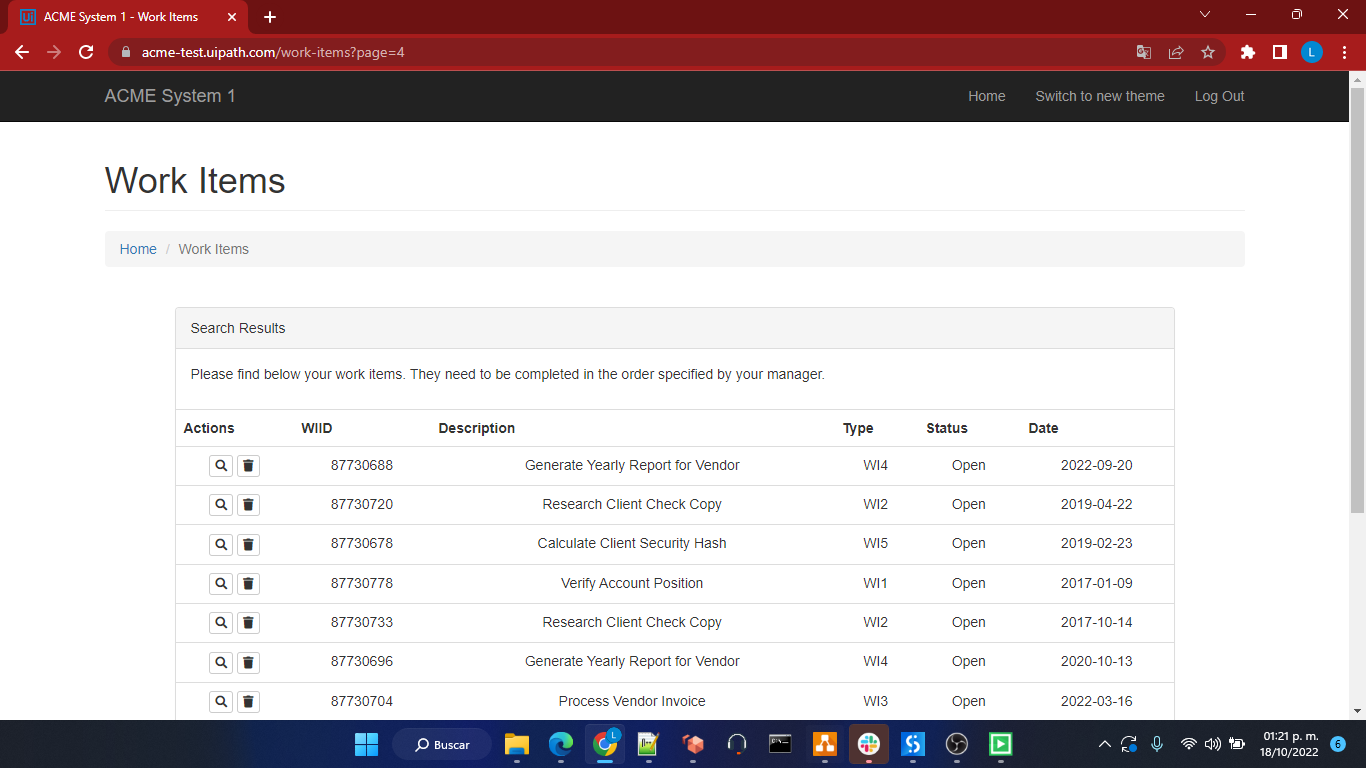 ACME System 1 - Work Items
acme-test.uipath.com/work-items?page=4
L
ACME System 1
Home
Switch to new theme
Log Out
Work Items
Home / Work Items
Search Results
Please find below your work items. They need to be completed in the order specified by your manager.
Actions WIID Description Type Status Date
87730688 Generate Yearly Report for Vendor WI4 Open 2022-09-20
87730720 Research Client Check Copy WI2 Open 2019-04-22
87730678 Calculate Client Security Hash WI5 Open 2019-02-23
87730778 Verify Account Position WI1 Open 2017-01-09
87730733 Research Client Check Copy WI2 Open 2017-10-14
87730696 Generate Yearly Report for Vendor WI4 Open 2020-10-13
87730704 Process Vendor Invoice WI3 Open 2022-03-16
Buscar
L
01:21 p. m.
18/10/2022
6